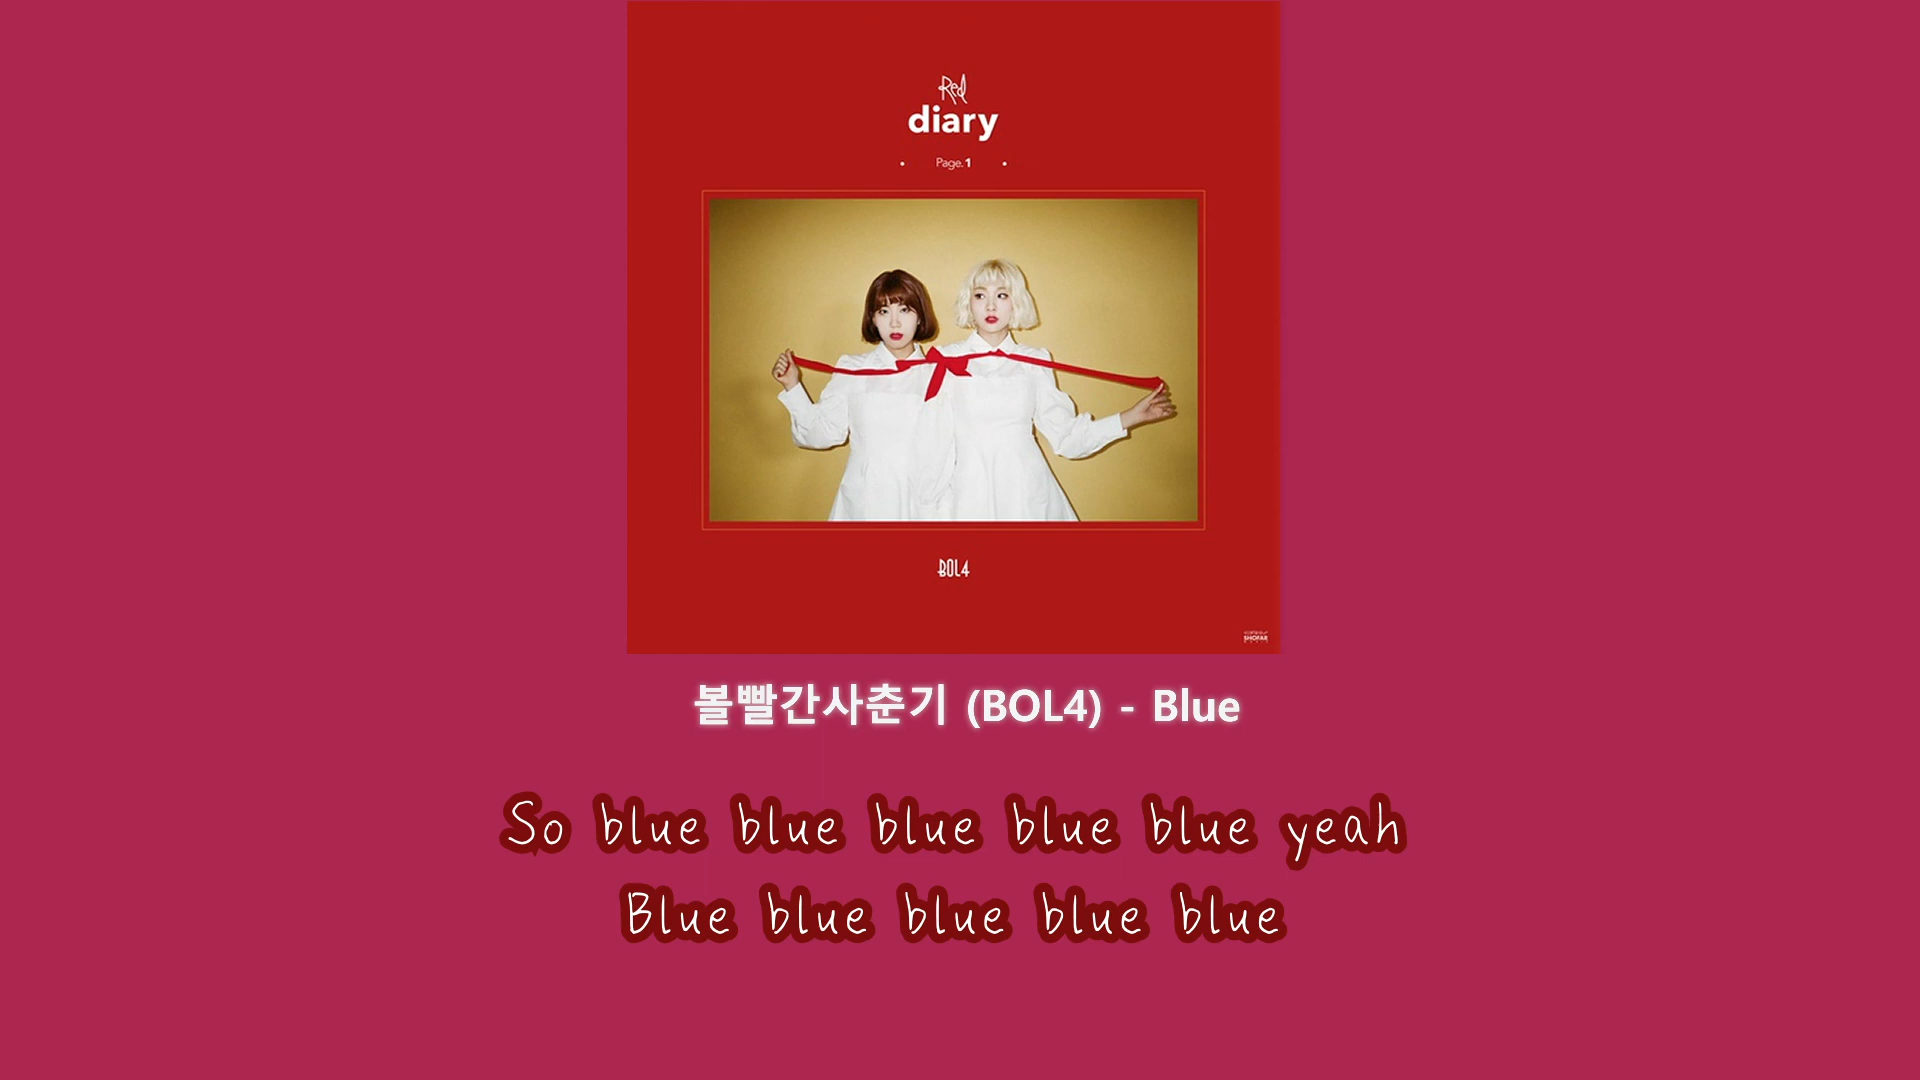 Red
diary
• Page.1 •
BOL4
SHOFAR
볼빨간사춘기 (BOL4) - Blue
So blue blue blue blue blue yeah
Blue blue blue blue blue